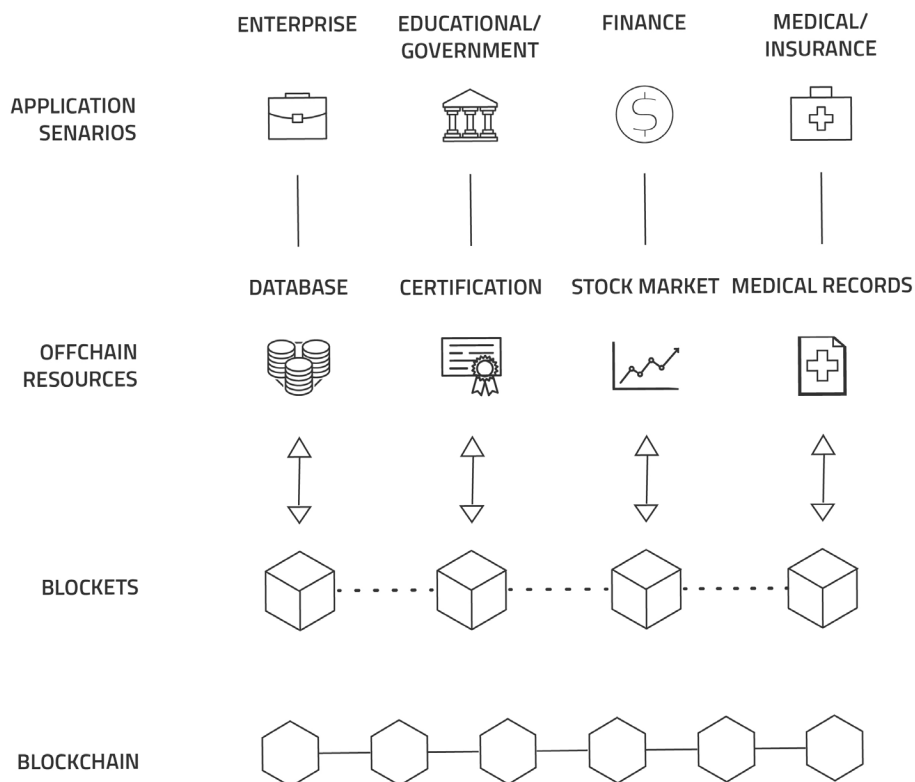 ENTERPRISE
EDUCATIONAL/
GOVERNMENT
FINANCE
MEDICAL/
INSURANCE
APPLICATION
SENARIOS
DATABASE
CERTIFICATION
STOCK MARKET
MEDICAL RECORDS
OFFCHAIN
RESOURCES
BLOCKETS
BLOCKCHAIN